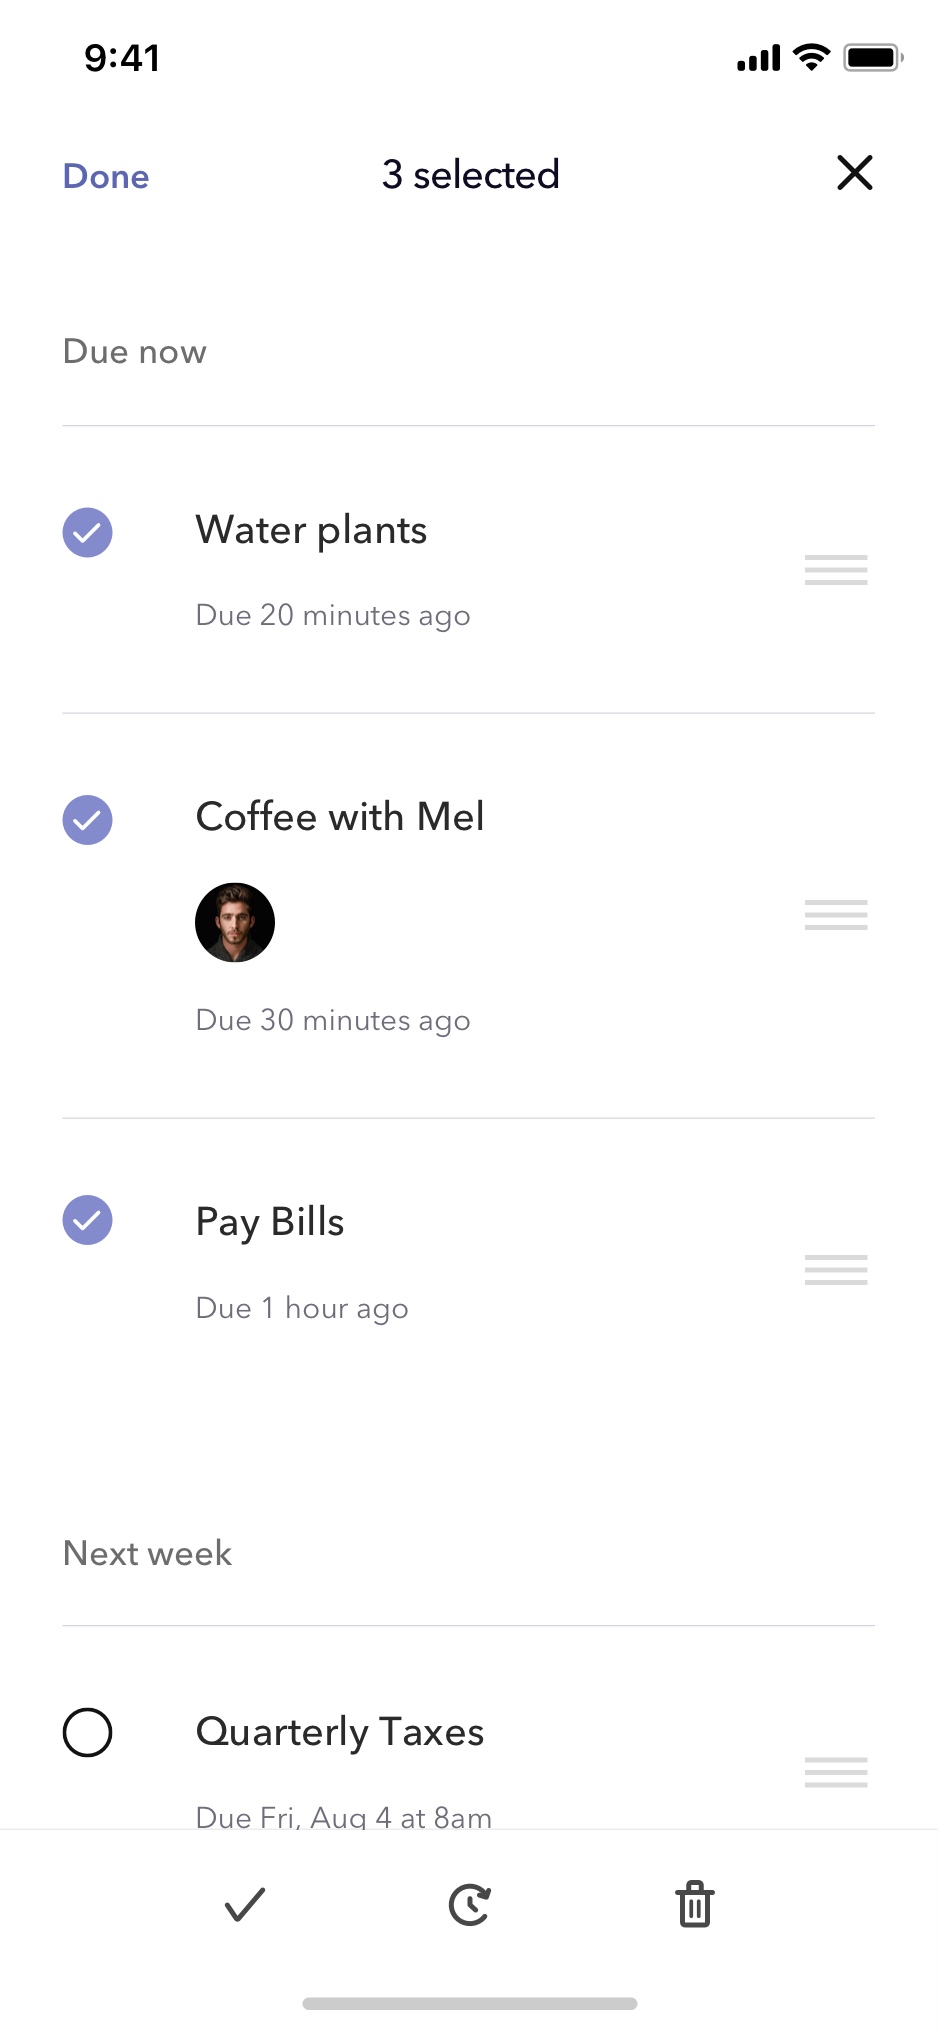 9:41
Done
3 selected
Due now
Water plants
Due 20 minutes ago
Coffee with Mel
Due 30 minutes ago
Pay Bills
Due 1 hour ago
Next week
Quarterly Taxes
Due Fri, Aug 4 at 8am